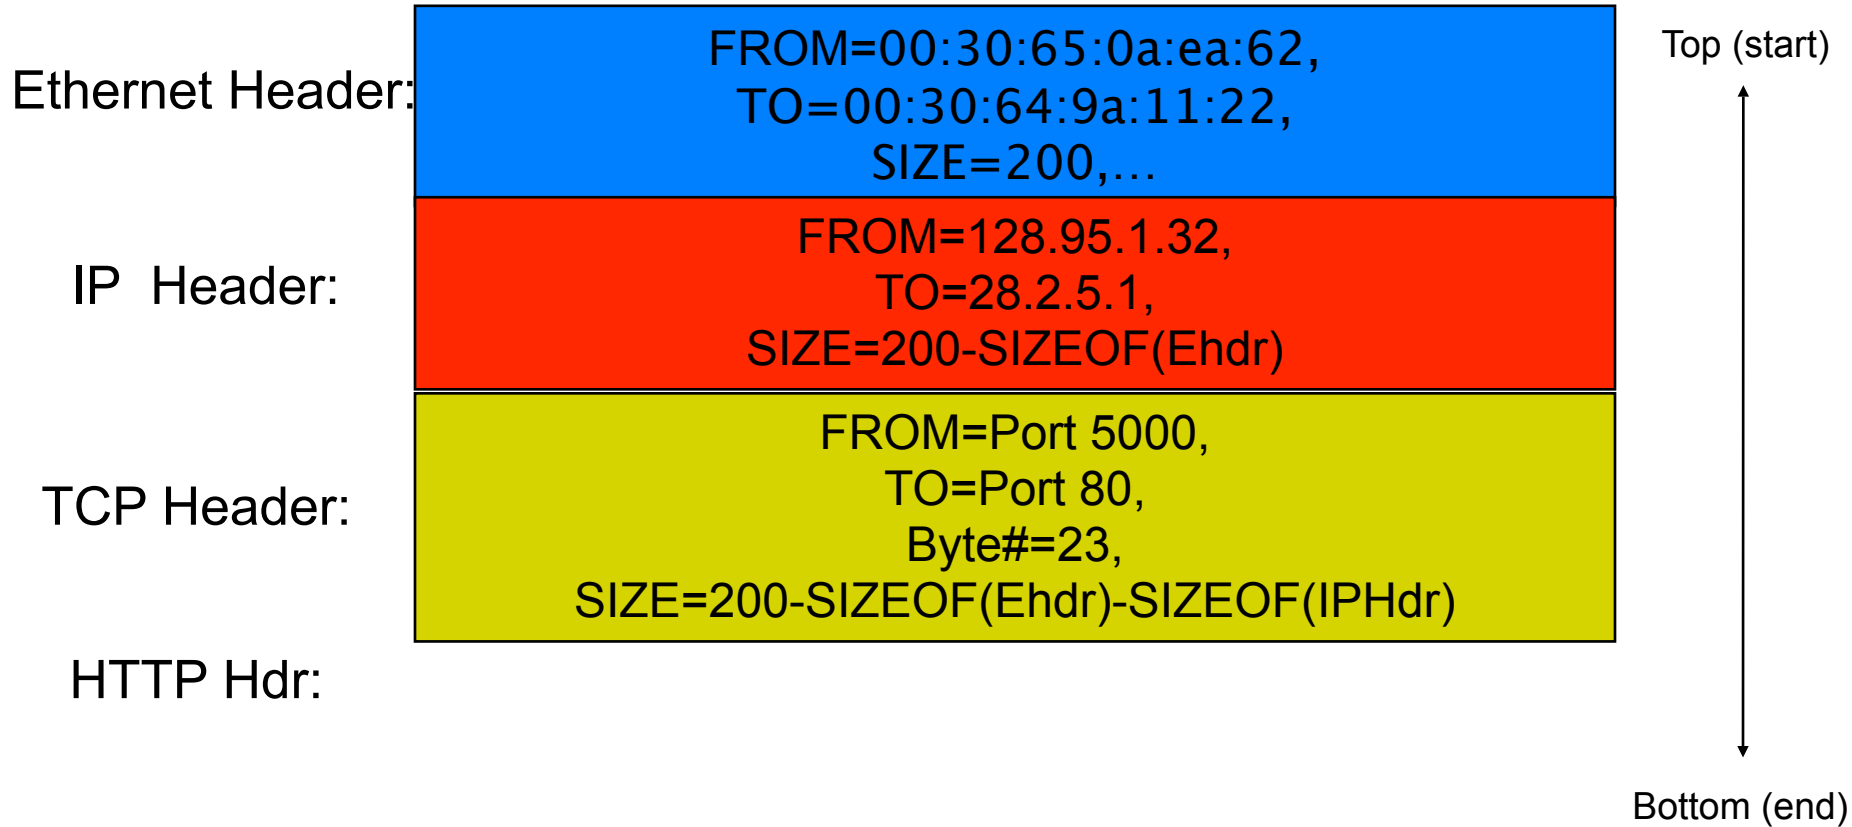 Ethernet Header:
FROM=00:30:65:0a:ea:62,
TO=00:30:64:9a:11:22,
SIZE=200,...
Top (start)
IP  Header:
FROM=128.95.1.32,
TO=28.2.5.1,
SIZE=200-SIZEOF(Ehdr)
TCP Header:
FROM=Port 5000,
TO=Port 80,
Byte#=23,
SIZE=200-SIZEOF(Ehdr)-SIZEOF(IPHdr)
HTTP Hdr:
Bottom (end)